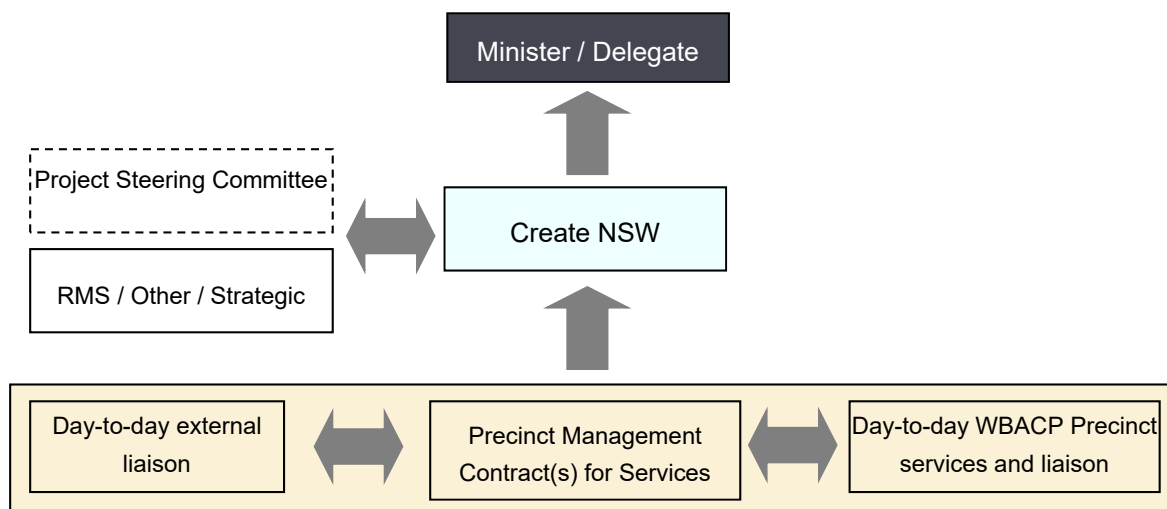 Minister / Delegate
Project Steering Committee
Create NSW
RMS / Other / Strategic
Day-to-day external
liaison
Precinct Management
Contract(s) for Services
Day-to-day WBACP Precinct
services and liaison